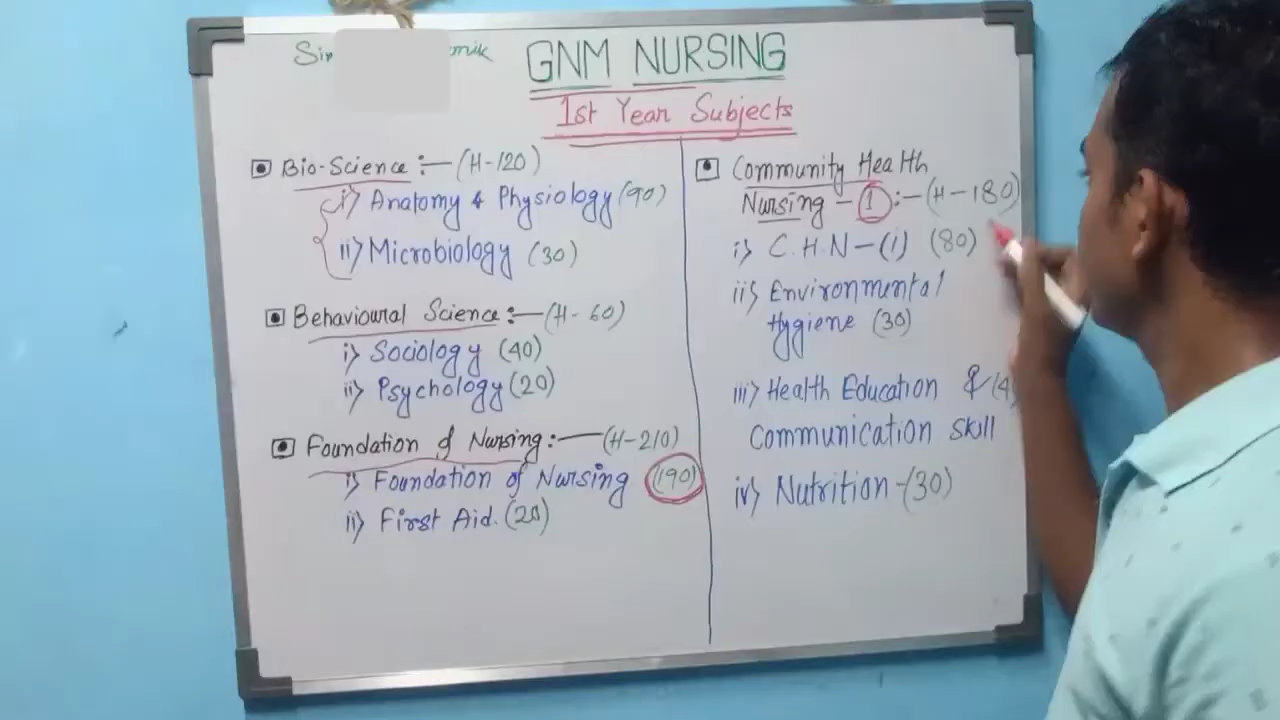 GNM NURSING
1st Year Subjects
Bio-Science :— (H-120)
i) Anatomy & Physiology (90)
ii) Microbiology (30)
Behavioural Science :— (H-60)
i) Sociology (40)
ii) Psychology (20)
Foundation of Nursing :— (H-210)
i) Foundation of Nursing (190)
ii) First Aid. (20)
Community Health
Nursing - 1 :- (H-180)
i) C.H.N-(i) (80)
ii) Environmental
Hygiene (30)
iii) Health Education &
Communication skill
iv) Nutrition - (30)